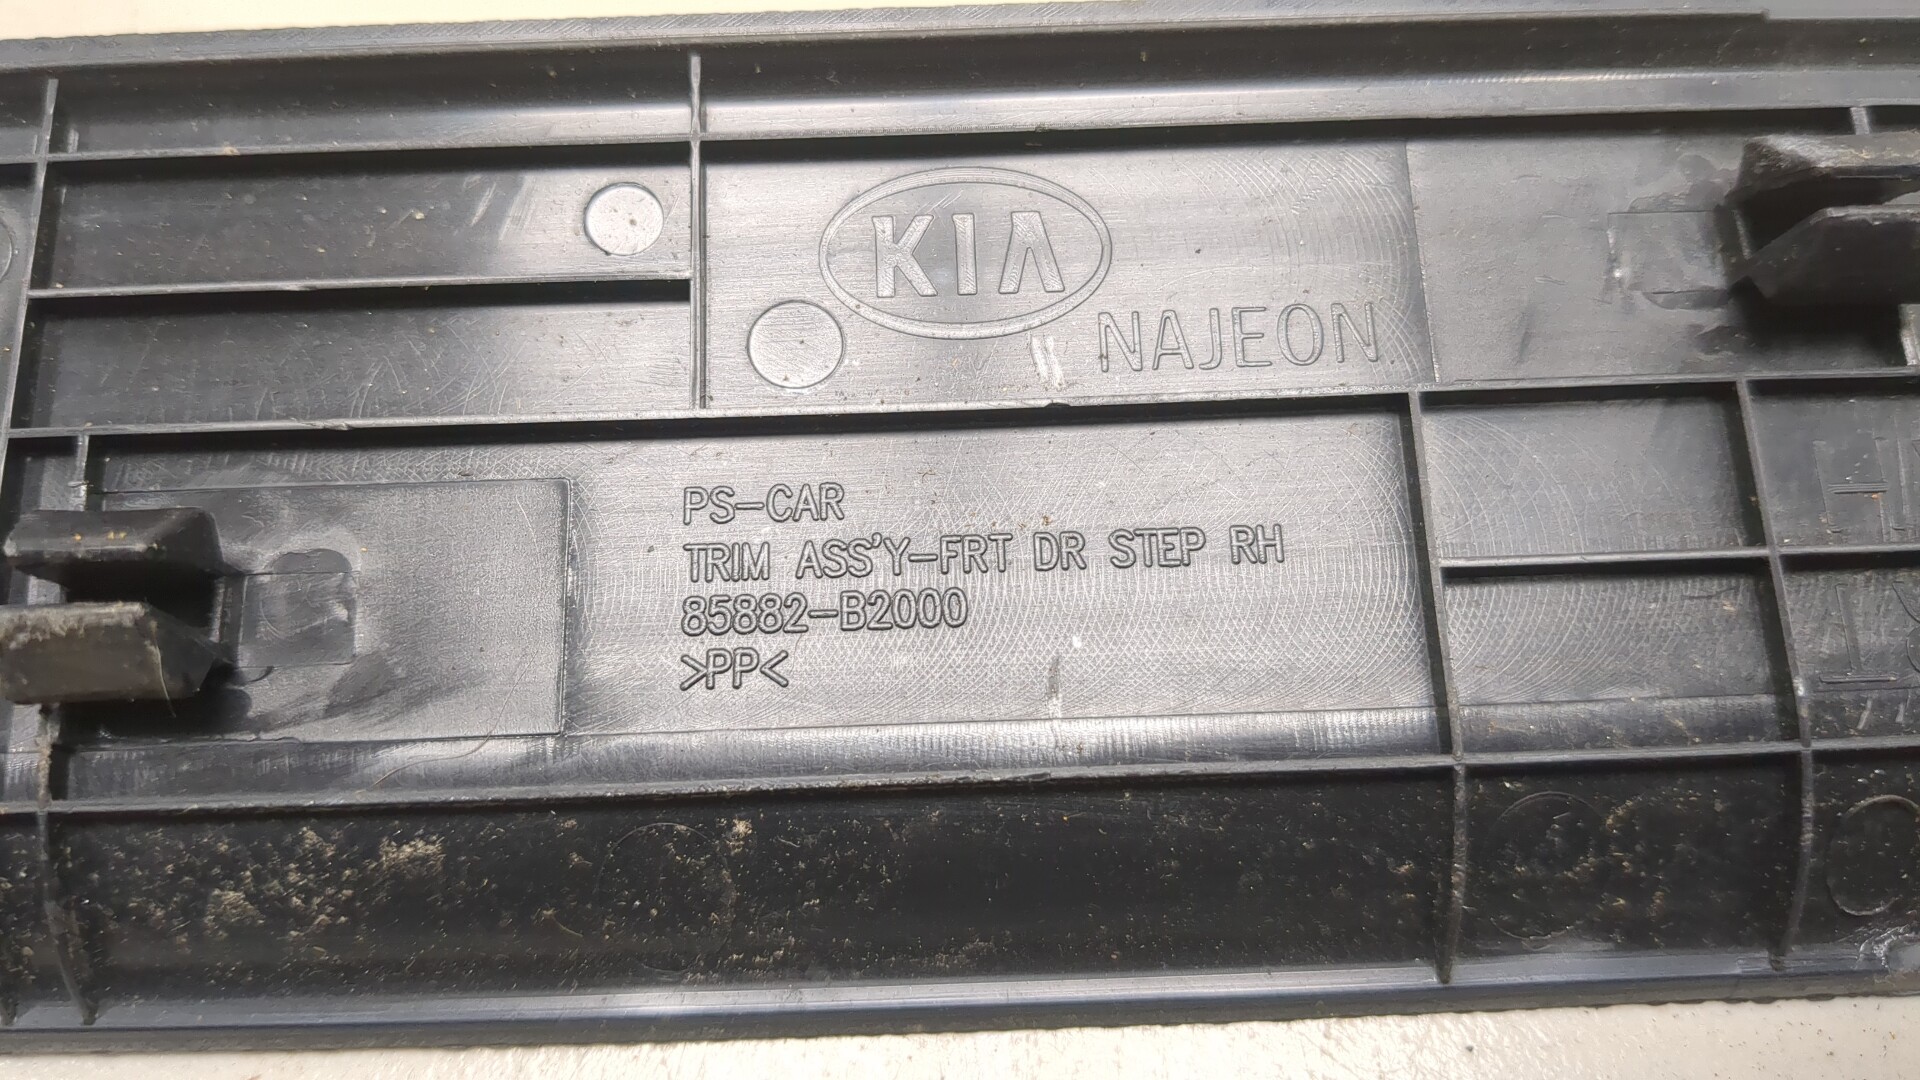 KIA
NAJEON
PS-CAR
TRIM ASS'Y-FRT DR STEP RH
85882-B2000
>PP<